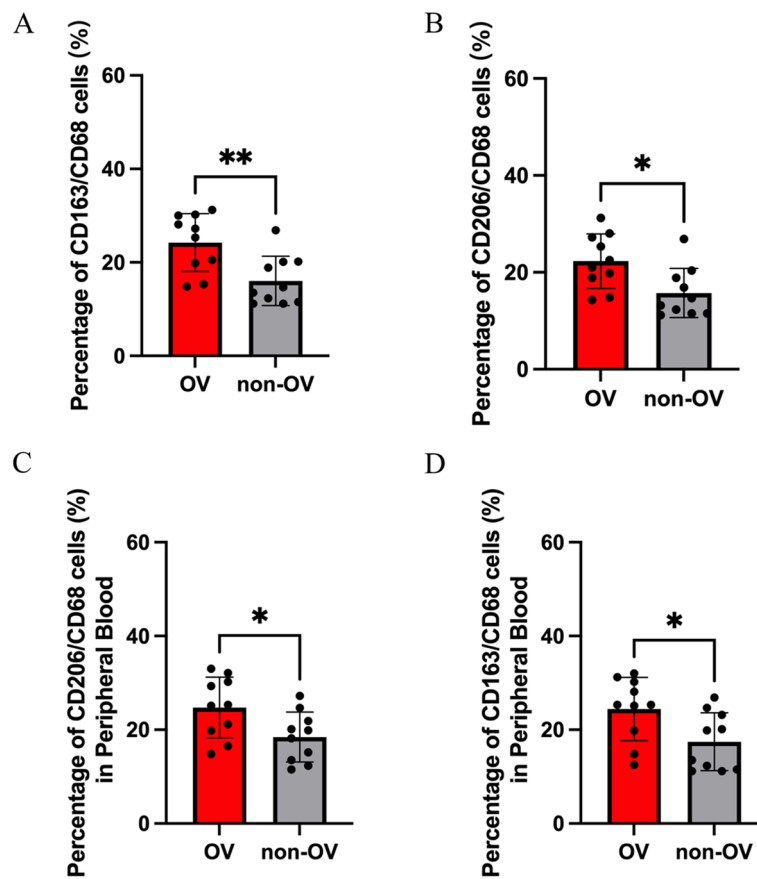 A
Percentage of CD163/CD68 cells (%)
60
40
20
0
**
OV
non-OV
B
Percentage of CD206/CD68 cells (%)
60
40
20
0
*
OV
non-OV
C
Percentage of CD206/CD68 cells (%)
in Peripheral Blood
60
40
20
0
*
OV
non-OV
D
Percentage of CD163/CD68 cells (%)
in Peripheral Blood
60
40
20
0
*
OV
non-OV